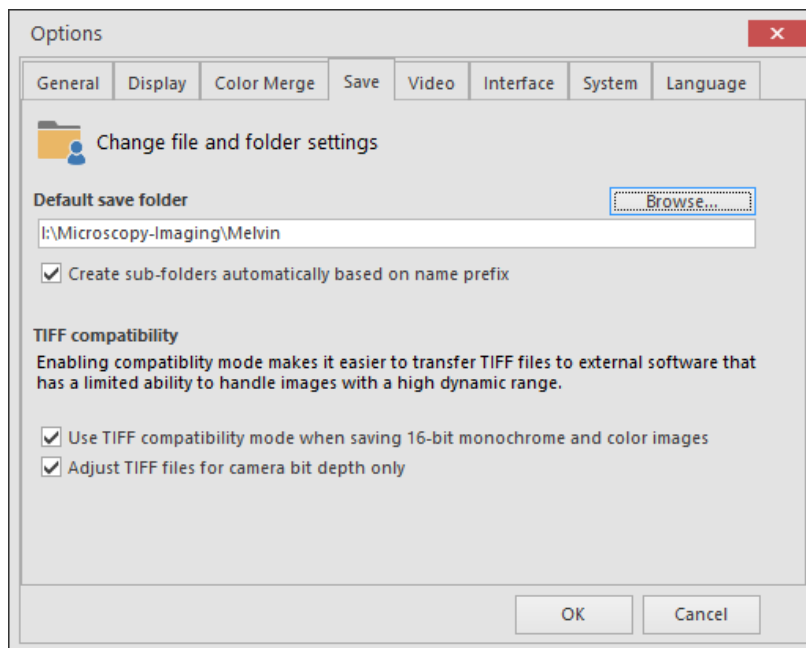 Options
General Display Color Merge Save Video Interface System Language
Change file and folder settings
Default save folder
Browse...
I:\Microscopy-Imaging\Melvin
Create sub-folders automatically based on name prefix
TIFF compatibility
Enabling compatiblity mode makes it easier to transfer TIFF files to external software that
has a limited ability to handle images with a high dynamic range.
Use TIFF compatibility mode when saving 16-bit monochrome and color images
Adjust TIFF files for camera bit depth only
OK Cancel